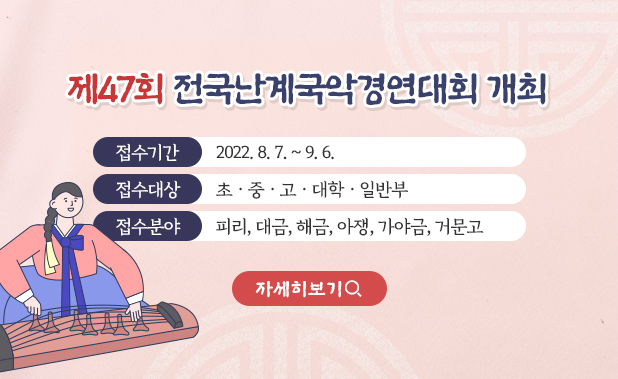 제47회 전국난계국악경연대회 개최
접수기간 2022. 8. 7. ~ 9. 6.
접수대상 초 · 중 · 고 · 대학 · 일반부
접수분야 피리, 대금, 해금, 아쟁, 가야금, 거문고
자세히보기